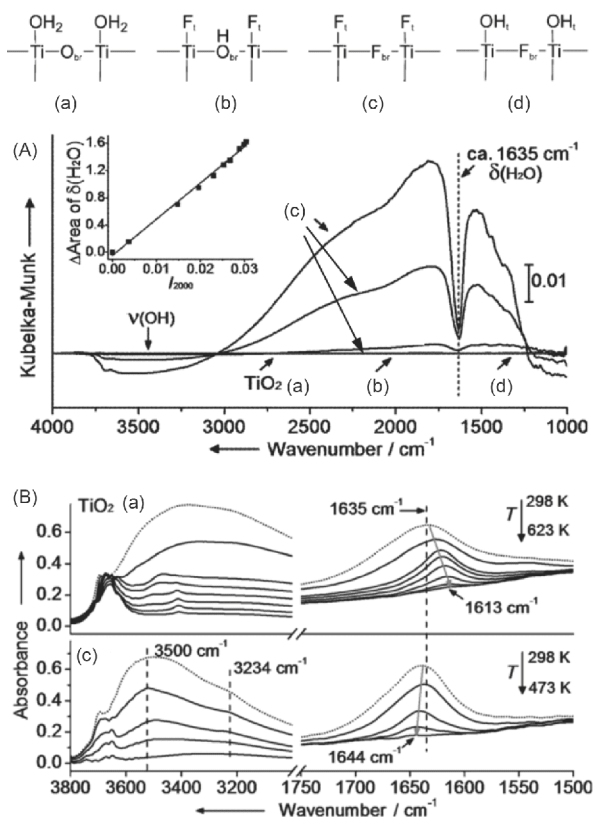 OH2 OH2
Ti Obr Ti
(a)
Ft H Ft
Ti Obr Ti
(b)
Ft Ft
Ti Fbr Ti
(c)
OHt OHt
Ti Fbr Ti
(d)
(A)
Kubelka-Munk
ΔArea of δ(H2O)
1.6
1.2
0.8
0.4
0.0
0.00 0.01 0.02 0.03
I2000
ca. 1635 cm-1
δ(H2O)
(c)
0.01
ν(OH)
TiO2 (a) (b) (d)
4000 3500 3000 2500 2000 1500 1000
Wavenumber / cm-1
(B)
Absorbance
TiO2 (a)
0.6
0.4
0.2
0.0
1635 cm-1
T 298 K
623 K
1613 cm-1
(c)
0.6
0.4
0.2
0.0
3500 cm-1
3234 cm-1
T 298 K
473 K
1644 cm-1
3800 3600 3400 3200 1750 1700 1650 1600 1550 1500
Wavenumber / cm-1